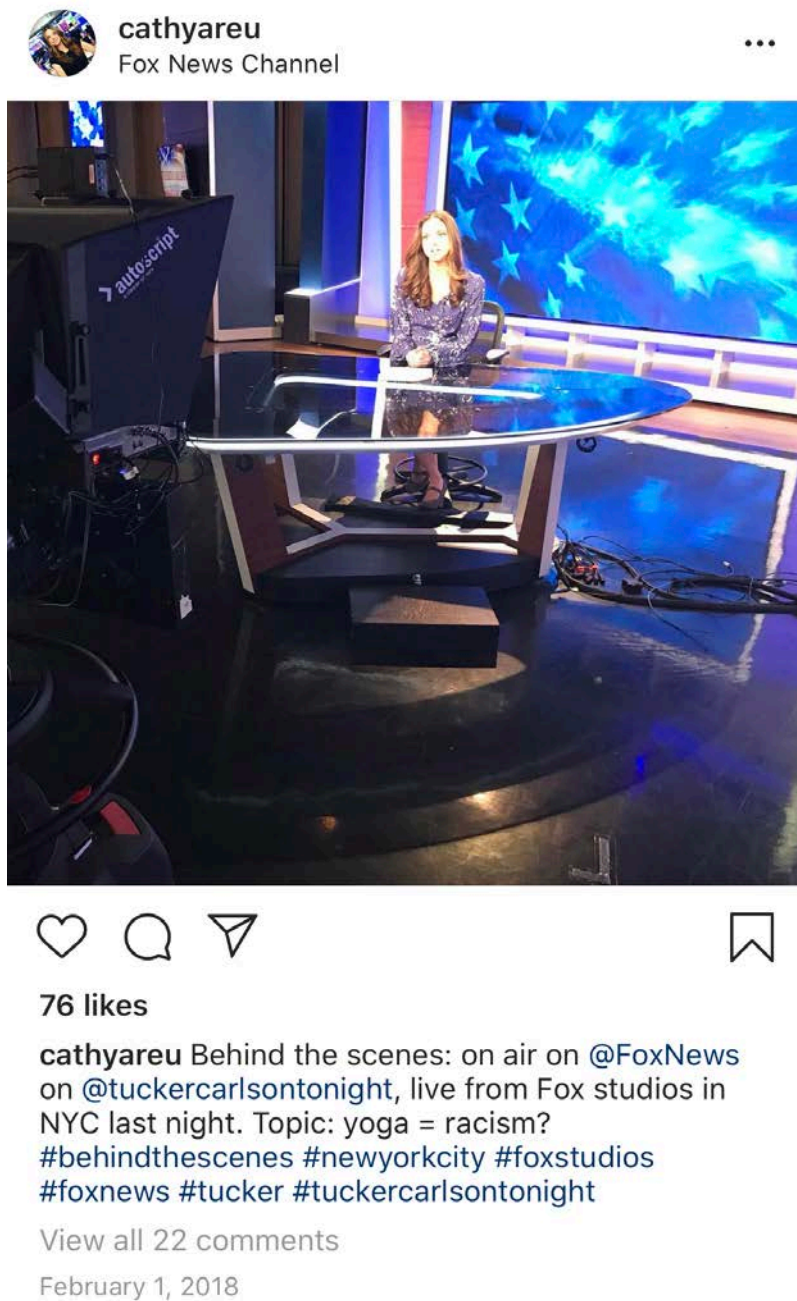 cathyareu
Fox News Channel
autoscript
76 likes
cathyareu Behind the scenes: on air on @FoxNews
on @tuckercarlsontonight, live from Fox studios in
NYC last night. Topic: yoga = racism?
#behindthescenes #newyorkcity #foxstudios
#foxnews #tucker #tuckercarlsontonight
View all 22 comments
February 1, 2018